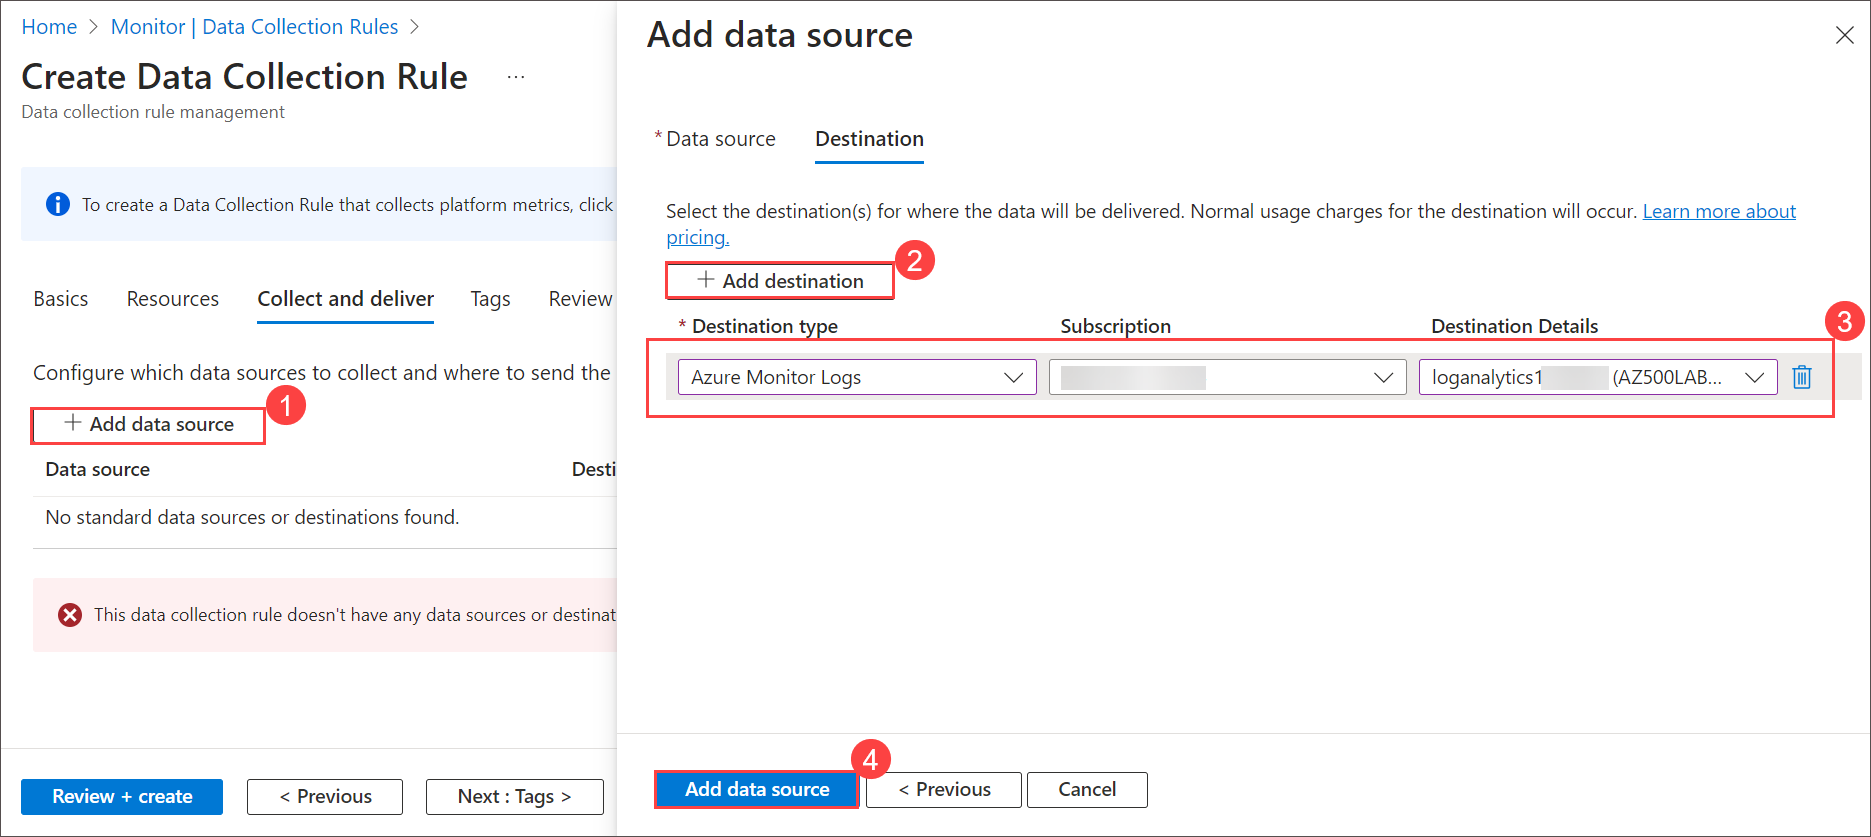 Home > Monitor | Data Collection Rules >
Create Data Collection Rule ...
Data collection rule management
To create a Data Collection Rule that collects platform metrics, click
Basics Resources Collect and deliver Tags Review
Configure which data sources to collect and where to send the
+ Add data source
1
Data source Desti
No standard data sources or destinations found.
This data collection rule doesn't have any data sources or destinat
Review + create < Previous Next : Tags >
Add data source
* Data source Destination
Select the destination(s) for where the data will be delivered. Normal usage charges for the destination will occur. Learn more about
pricing.
+ Add destination
2
* Destination type Subscription Destination Details
3
Azure Monitor Logs loganalytics1 (AZ500LAB...
4
Add data source < Previous Cancel